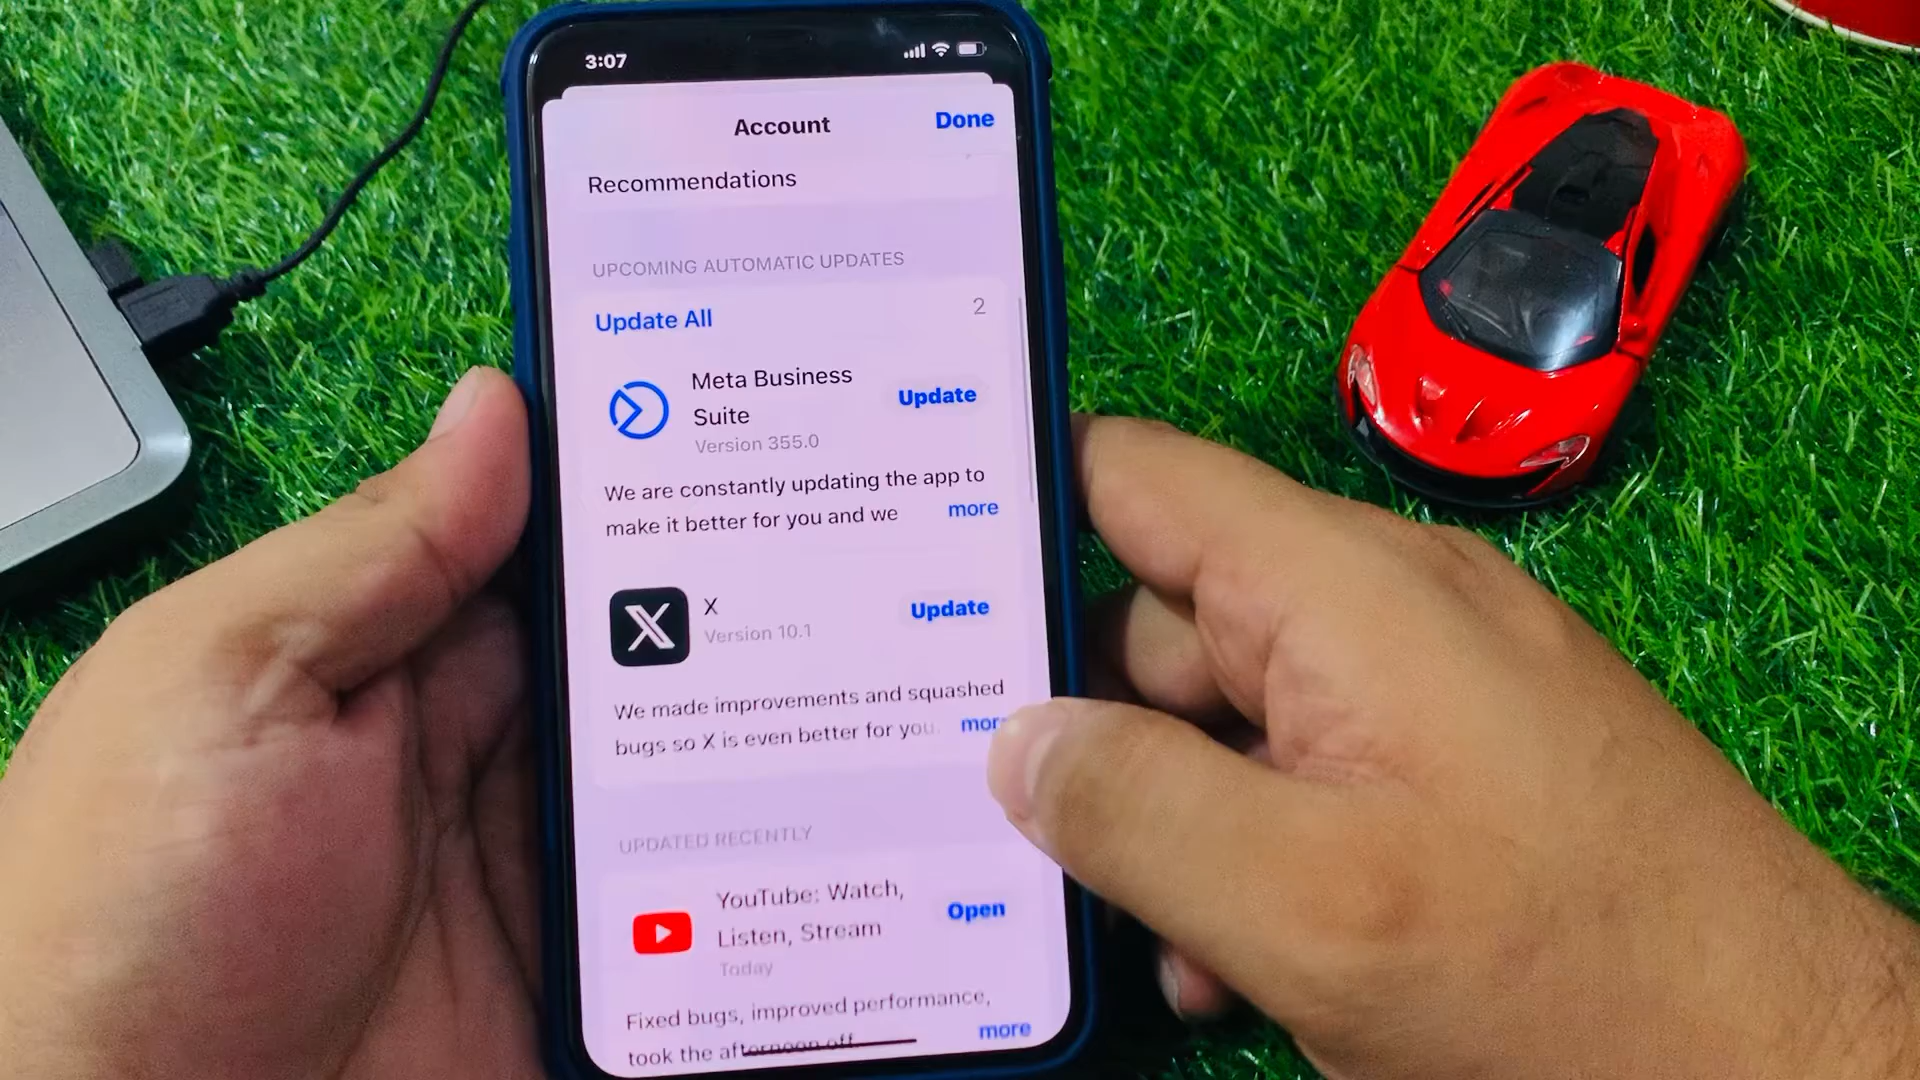 3:07
Account
Done
Recommendations
UPCOMING AUTOMATIC UPDATES
Update All
2
Meta Business
Suite
Update
Version 355.0
We are constantly updating the app to
make it better for you and we
more
X
Update
Version 10.1
We made improvements and squashed
bugs so X is even better for you.
more
UPDATED RECENTLY
YouTube: Watch,
Listen, Stream
Open
Today
Fixed bugs, improved performance,
took the afternoon off.
more